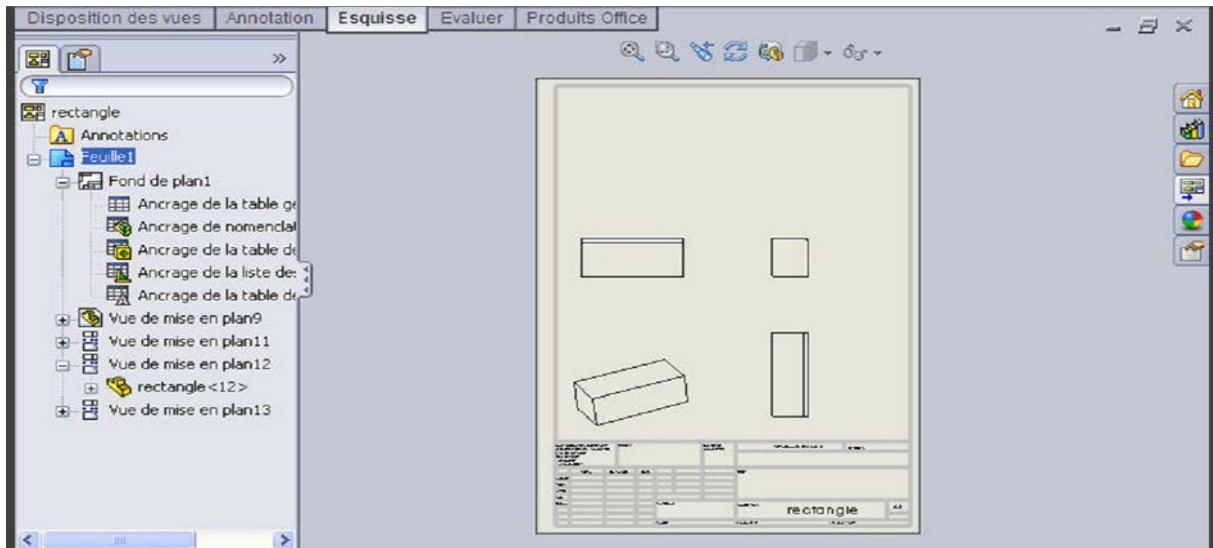 Disposition des vues Annotation Esquisse Evaluer Produits Office
rectangle
Annotations
Feuille1
Fond de plan1
Ancrage de la table gé
Ancrage de nomenclat
Ancrage de la table de
Ancrage de la liste des
Ancrage de la table de
Vue de mise en plan9
Vue de mise en plan11
Vue de mise en plan12
rectangle<12>
Vue de mise en plan13
rectangle